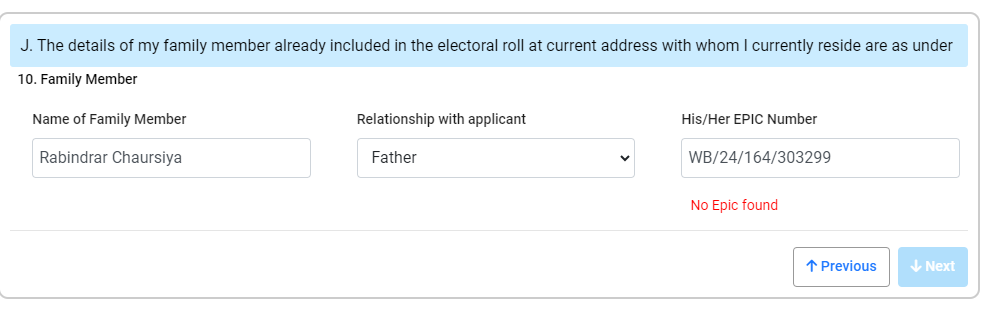 J. The details of my family member already included in the electoral roll at current address with whom I currently reside are as under
10. Family Member
Name of Family Member
Relationship with applicant
His/Her EPIC Number
Rabindrar Chaursiya
Father
WB/24/164/303299
No Epic found
Previous
Next